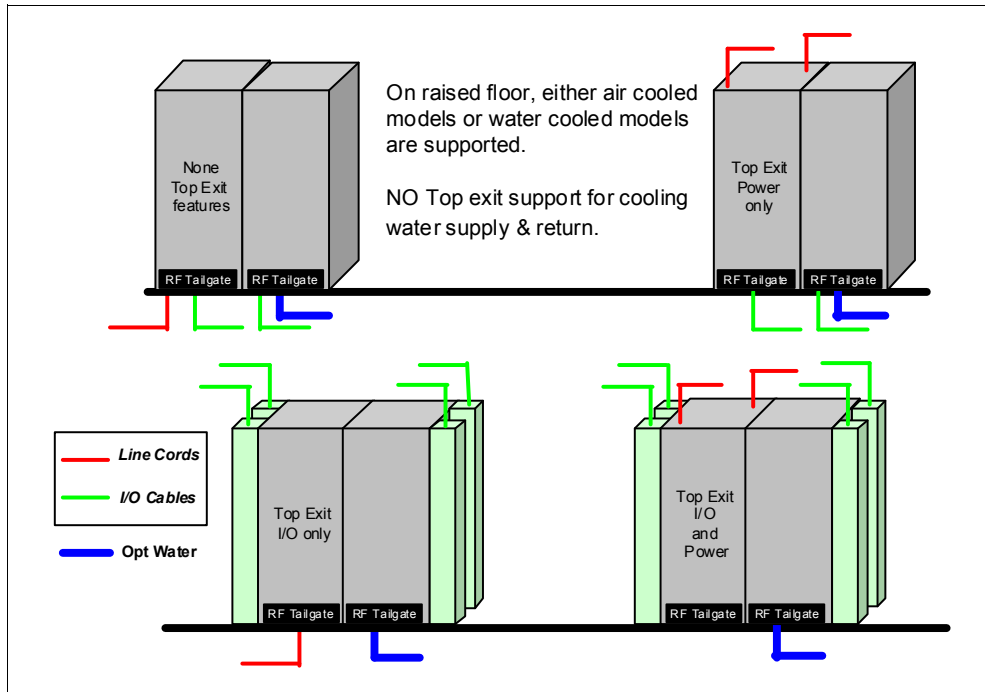 On raised floor, either air cooled
models or water cooled models
are supported.
NO Top exit support for cooling
water supply & return.
None
Top Exit
features
RF Tailgate
RF Tailgate
Top Exit
Power
only
RF Tailgate
RF Tailgate
Line Cords
I/O Cables
Opt Water
Top Exit
I/O only
RF Tailgate
RF Tailgate
Top Exit
I/O
and
Power
RF Tailgate
RF Tailgate